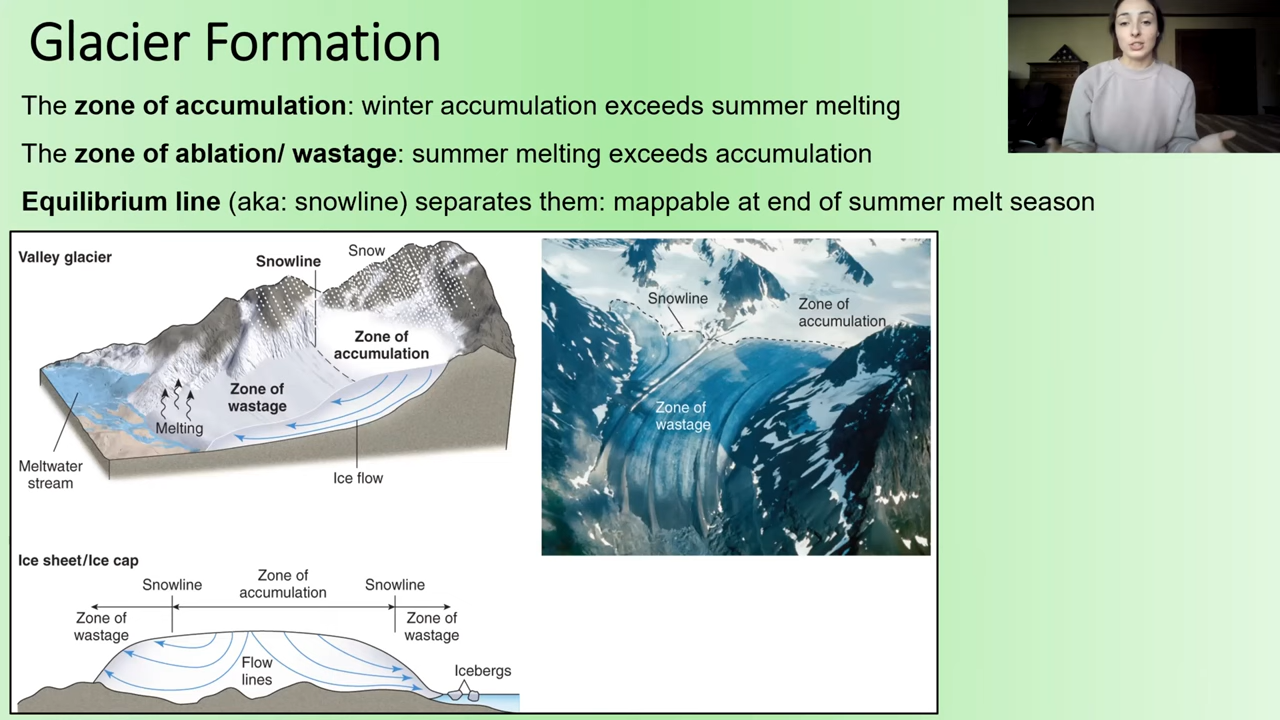 Glacier Formation
The zone of accumulation: winter accumulation exceeds summer melting
The zone of ablation/ wastage: summer melting exceeds accumulation
Equilibrium line (aka: snowline) separates them: mappable at end of summer melt season
Valley glacier
Snowline
Snow
Zone of
accumulation
Zone of
wastage
Melting
Meltwater
stream
Ice flow
Snowline
Zone of
accumulation
Zone of
wastage
Ice sheet/Ice cap
Snowline
Zone of
accumulation
Snowline
Zone of
wastage
Zone of
wastage
Flow
lines
Icebergs